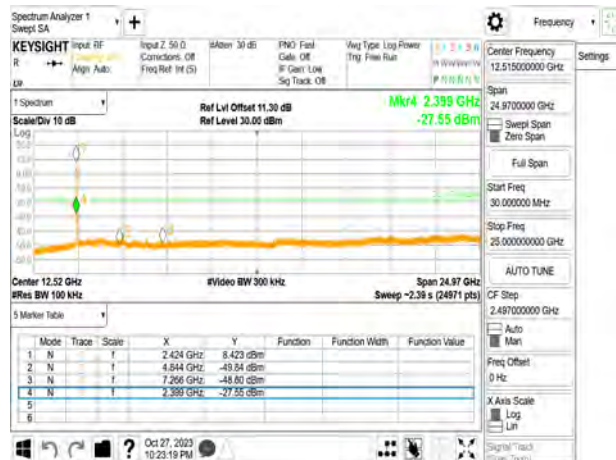 Spectrum Analyzer 1
Swept SA
+
Frequency
Settings
KEYSIGHT Input: RF
R
Align: Auto
Input Z: 50 Ω
Corrections: Off
Freq Ref: Int (S)
#Atten: 30 dB
PNO: Fast
Gate: Off
IF Gain: Low
Sig Track: Off
Avg Type: Log-Power
Trig: Free Run
Center Frequency
12.515000000 GHz
Span
24.9700000 GHz
Swept Span
Zero Span
Full Span
Start Freq
30.000000 MHz
Stop Freq
25.000000000 GHz
AUTO TUNE
CF Step
2.497000000 GHz
Auto
Man
Freq Offset
0 Hz
X Axis Scale
Log
Lin
Signal Track
1 Spectrum
Scale/Div 10 dB
Log
Ref Lvl Offset 11.30 dB
Ref Level 30.00 dBm
Mkr4 2.399 GHz
-27.55 dBm
Center 12.52 GHz
#Res BW 100 kHz
#Video BW 300 kHz
Span 24.97 GHz
Sweep ~2.39 s (24971 pts)
5 Marker Table
Mode Trace Scale X Y Function Function Width Function Value
1 N f 2.424 GHz 8.423 dBm
2 N f 4.844 GHz -49.84 dBm
3 N f 7.266 GHz -48.60 dBm
4 N f 2.399 GHz -27.55 dBm
5
6
?
Oct 27, 2023
10:23:19 PM